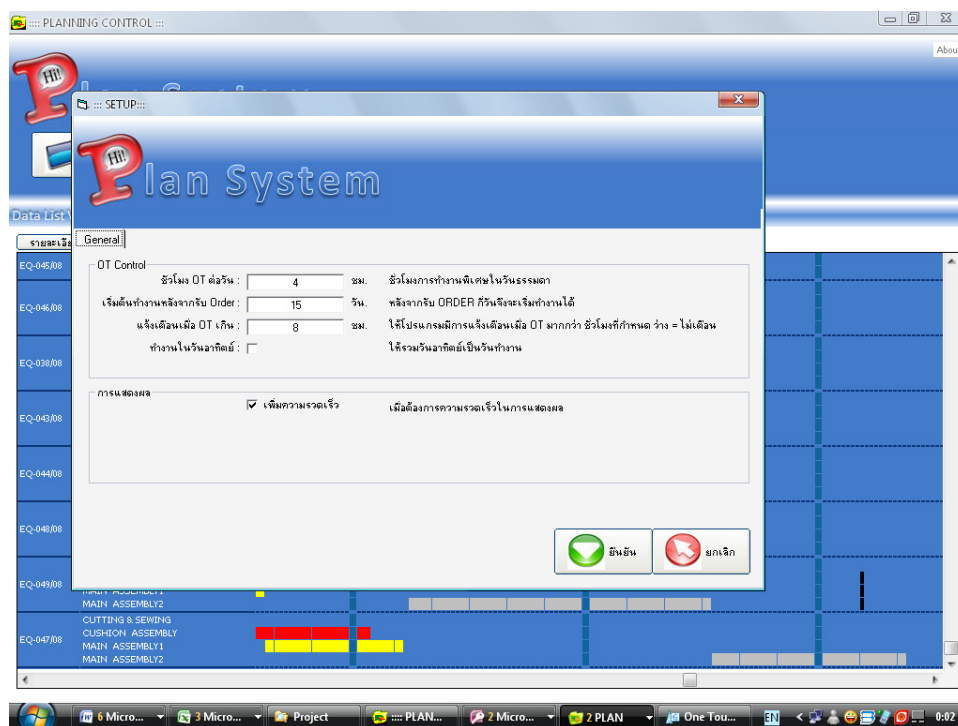 :::: PLANNING CONTROL :::
Abou
Hi!
::: SETUP:::
Hi!
Plan System
Data List
รายละเอีย
General
OT Control
ชั่วโมง OT ต่อวัน : 4 ชม. ชั่วโมงการทำงานพิเศษในวันธรรมดา
เริ่มต้นทำงานหลังจากรับ Order : 15 วัน. หลังจากรับ ORDER กี่วันจึงจะเริ่มทำงานได้
แจ้งเตือนเมื่อ OT เกิน : 8 ชม. ให้โปรแกรมมีการแจ้งเตือนเมื่อ OT มากกว่า ชั่วโมงที่กำหนด ว่าง = ไม่เตือน
ทำงานในวันอาทิตย์ : ให้รวมวันอาทิตย์เป็นวันทำงาน
การแสดงผล
เพิ่มความรวดเร็ว เมื่อต้องการความรวดเร็วในการแสดงผล
ยืนยัน ยกเลิก
EQ-045/08
EQ-046/08
EQ-038/08
EQ-043/08
EQ-044/08
EQ-048/08
EQ-049/08
MAIN ASSEMBLY1
MAIN ASSEMBLY2
EQ-047/08
CUTTING & SEWING
CUSHION ASSEMBLY
MAIN ASSEMBLY1
MAIN ASSEMBLY2
6 Micro... 3 Micro... Project :::: PLAN... 2 Micro... 2 PLAN One Tou... EN 0:02